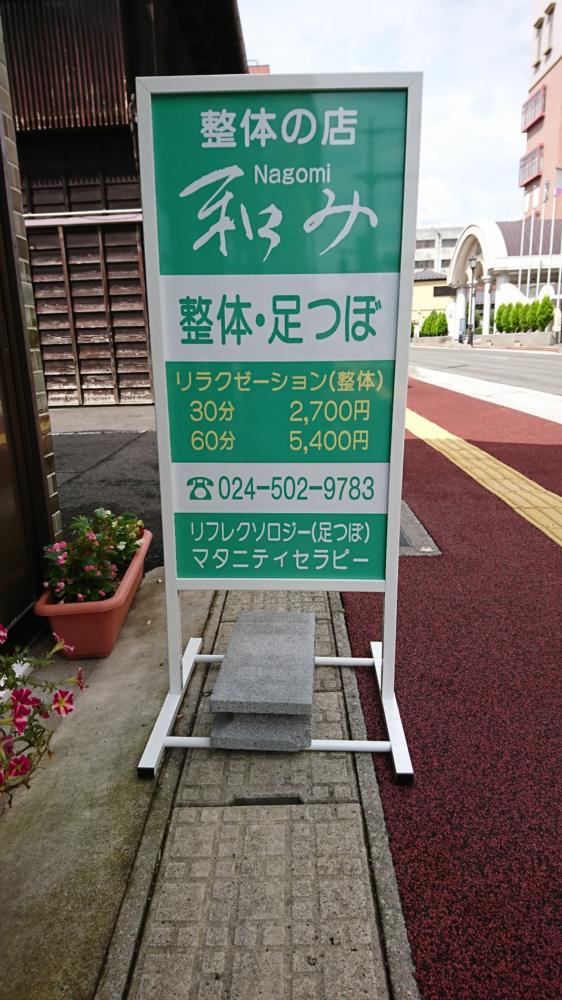 整体の店
Nagomi
和み
整体・足つぼ
リラクゼーション(整体)
30分 2,700円
60分 5,400円
☎024-502-9783
リフレクソロジー(足つぼ)
マタニティセラピー